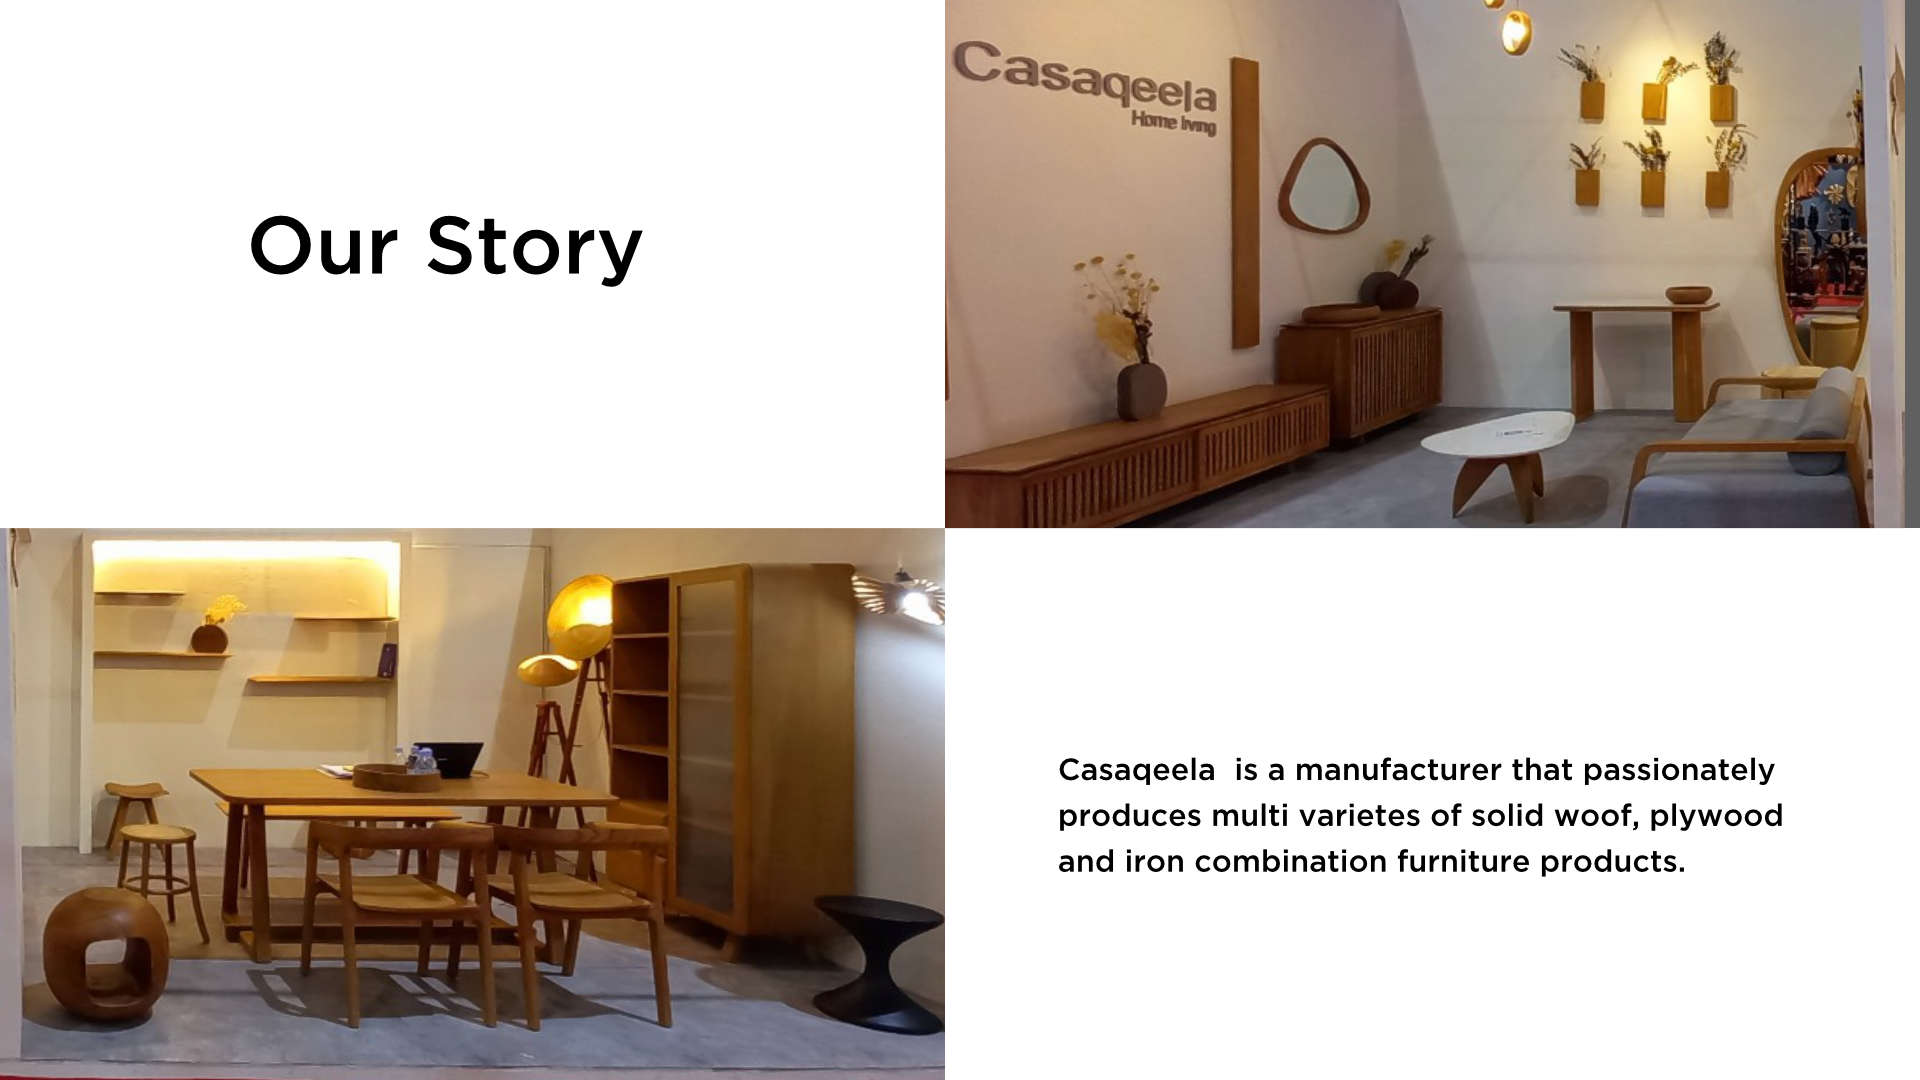 Our Story
Casaqeela
Home living
Casaqeela  is a manufacturer that passionately
produces multi varietes of solid woof, plywood
and iron combination furniture products.